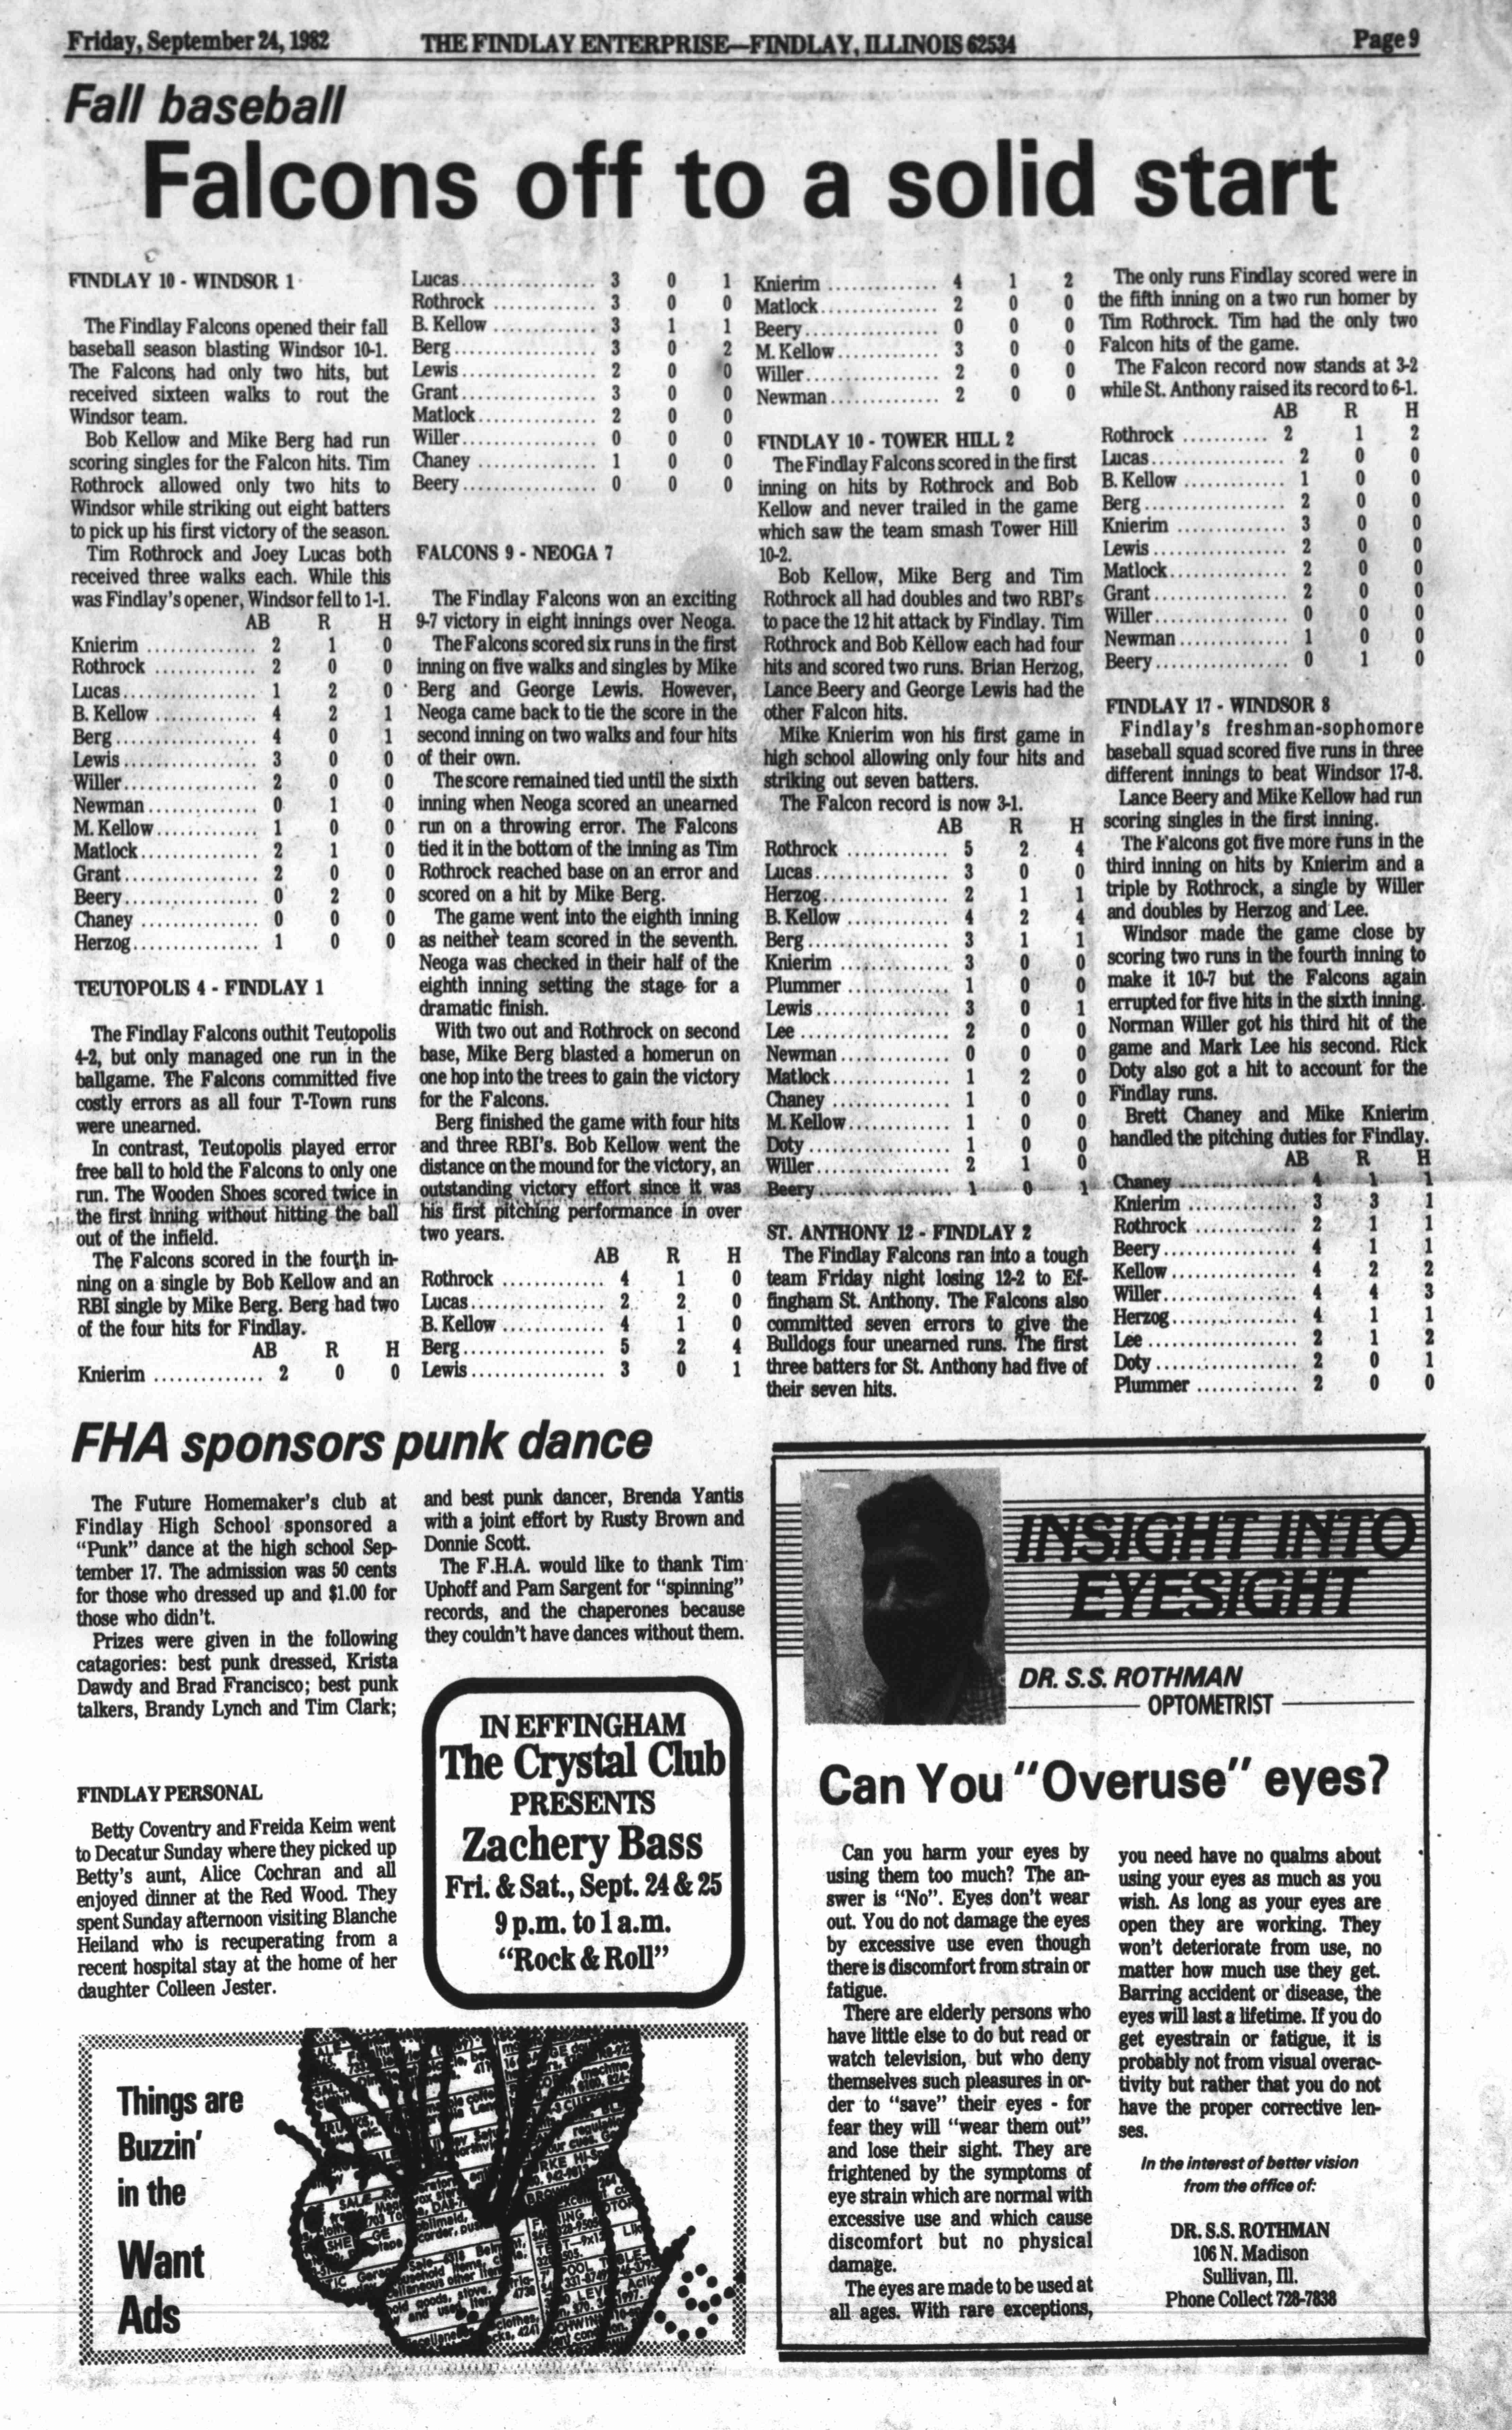 Friday, September 24, 1982
THE FINDLAY ENTERPRISE—FINDLAY, ILLINOIS 62534
Page 9
Fall baseball
Falcons off to a solid start
FINDLAY 10 - WINDSOR 1
The Findlay Falcons opened their fall
baseball season blasting Windsor 10-1.
The Falcons had only two hits, but
received sixteen walks to rout the
Windsor team.
Bob Kellow and Mike Berg had run
scoring singles for the Falcon hits. Tim
Rothrock allowed only two hits to
Windsor while striking out eight batters
to pick up his first victory of the season.
Tim Rothrock and Joey Lucas both
received three walks each. While this
was Findlay's opener, Windsor fell to 1-1.
AB R H
Knierim ............. 2 1 0
Rothrock ............ 2 0 0
Lucas................ 1 2 0
B. Kellow ............ 4 2 1
Berg................. 4 0 1
Lewis................ 3 0 0
Willer................ 2 0 0
Newman............. 0 1 0
M. Kellow............ 1 0 0
Matlock.............. 2 1 0
Grant................ 2 0 0
Beery................ 0 2 0
Chaney .............. 0 0 0
Herzog............... 1 0 0
TEUTOPOLIS 4 - FINDLAY 1
The Findlay Falcons outhit Teutopolis
4-2, but only managed one run in the
ballgame. The Falcons committed five
costly errors as all four T-Town runs
were unearned.
In contrast, Teutopolis played error
free ball to hold the Falcons to only one
run. The Wooden Shoes scored twice in
the first inning without hitting the ball
out of the infield.
The Falcons scored in the fourth in-
ning on a single by Bob Kellow and an
RBI single by Mike Berg. Berg had two
of the four hits for Findlay.
AB R H
Knierim .............. 2 0 0
Lucas................ 3 0 1
Rothrock ............ 3 0 0
B. Kellow ............ 3 1 1
Berg................. 3 0 2
Lewis................ 2 0 0
Grant................ 3 0 0
Matlock.............. 2 0 0
Willer................ 0 0 0
Chaney .............. 1 0 0
Beery................ 0 0 0
FALCONS 9 - NEOGA 7
The Findlay Falcons won an exciting
9-7 victory in eight innings over Neoga.
The Falcons scored six runs in the first
inning on five walks and singles by Mike
Berg and George Lewis. However,
Neoga came back to tie the score in the
second inning on two walks and four hits
of their own.
The score remained tied until the sixth
inning when Neoga scored an unearned
run on a throwing error. The Falcons
tied it in the bottom of the inning as Tim
Rothrock reached base on an error and
scored on a hit by Mike Berg.
The game went into the eighth inning
as neither team scored in the seventh.
Neoga was checked in their half of the
eighth inning setting the stage for a
dramatic finish.
With two out and Rothrock on second
base, Mike Berg blasted a homerun on
one hop into the trees to gain the victory
for the Falcons.
Berg finished the game with four hits
and three RBI's. Bob Kellow went the
distance on the mound for the victory, an
outstanding victory effort since it was
his first pitching performance in over
two years.
AB R H
Rothrock ............ 4 1 0
Lucas................ 2 2 0
B. Kellow ............ 4 1 0
Berg................. 5 2 4
Lewis................ 3 0 1
Knierim .............. 4 1 2
Matlock.............. 2 0 0
Beery................ 0 0 0
M. Kellow............ 3 0 0
Willer................ 2 0 0
Newman............. 2 0 0
FINDLAY 10 - TOWER HILL 2
The Findlay Falcons scored in the first
inning on hits by Rothrock and Bob
Kellow and never trailed in the game
which saw the team smash Tower Hill
10-2.
Bob Kellow, Mike Berg and Tim
Rothrock all had doubles and two RBI's
to pace the 12 hit attack by Findlay. Tim
Rothrock and Bob Kellow each had four
hits and scored two runs. Brian Herzog,
Lance Beery and George Lewis had the
other Falcon hits.
Mike Knierim won his first game in
high school allowing only four hits and
striking out seven batters.
The Falcon record is now 3-1.
AB R H
Rothrock ............ 5 2 4
Lucas................ 3 0 0
Herzog............... 2 1 1
B. Kellow ............ 4 2 4
Berg................. 3 1 1
Knierim ............. 3 0 0
Plummer ............ 1 0 0
Lewis................ 3 0 1
Lee .................. 2 0 0
Newman............. 0 0 0
Matlock.............. 1 2 0
Chaney .............. 1 0 0
M. Kellow............ 1 0 0
Doty ................. 1 0 0
Willer................ 2 1 0
Beery................ 1 0 1
ST. ANTHONY 12 - FINDLAY 2
The Findlay Falcons ran into a tough
team Friday night losing 12-2 to Ef-
fingham St. Anthony. The Falcons also
committed seven errors to give the
Bulldogs four unearned runs. The first
three batters for St. Anthony had five of
their seven hits.
The only runs Findlay scored were in
the fifth inning on a two run homer by
Tim Rothrock. Tim had the only two
Falcon hits of the game.
The Falcon record now stands at 3-2
while St. Anthony raised its record to 6-1.
AB R H
Rothrock ........... 2 1 2
Lucas................ 2 0 0
B. Kellow ............ 1 0 0
Berg................. 2 0 0
Knierim ............. 3 0 0
Lewis................ 2 0 0
Matlock.............. 2 0 0
Grant................ 2 0 0
Willer................ 0 0 0
Newman............. 1 0 0
Beery................ 0 1 0
FINDLAY 17 - WINDSOR 8
Findlay's freshman-sophomore
baseball squad scored five runs in three
different innings to beat Windsor 17-8.
Lance Beery and Mike Kellow had run
scoring singles in the first inning.
The Falcons got five more runs in the
third inning on hits by Knierim and a
triple by Rothrock, a single by Willer
and doubles by Herzog and Lee.
Windsor made the game close by
scoring two runs in the fourth inning to
make it 10-7 but the Falcons again
errupted for five hits in the sixth inning.
Norman Willer got his third hit of the
game and Mark Lee his second. Rick
Doty also got a hit to account for the
Findlay runs.
Brett Chaney and Mike Knierim
handled the pitching duties for Findlay.
AB R H
Chaney .............. 4 1 1
Knierim ............. 3 3 1
Rothrock ............ 2 1 1
Beery................ 4 1 1
Kellow............... 4 2 2
Willer................ 4 4 3
Herzog............... 4 1 1
Lee .................. 2 1 2
Doty ................. 2 0 1
Plummer ............ 2 0 0
FHA sponsors punk dance
The Future Homemaker's club at
Findlay High School sponsored a
“Punk” dance at the high school Sep-
tember 17. The admission was 50 cents
for those who dressed up and $1.00 for
those who didn't.
Prizes were given in the following
catagories: best punk dressed, Krista
Dawdy and Brad Francisco; best punk
talkers, Brandy Lynch and Tim Clark;
and best punk dancer, Brenda Yantis
with a joint effort by Rusty Brown and
Donnie Scott.
The F.H.A. would like to thank Tim
Uphoff and Pam Sargent for “spinning”
records, and the chaperones because
they couldn't have dances without them.
FINDLAY PERSONAL
Betty Coventry and Freida Keim went
to Decatur Sunday where they picked up
Betty's aunt, Alice Cochran and all
enjoyed dinner at the Red Wood. They
spent Sunday afternoon visiting Blanche
Heiland who is recuperating from a
recent hospital stay at the home of her
daughter Colleen Jester.
IN EFFINGHAM
The Crystal Club
PRESENTS
Zachery Bass
Fri. & Sat., Sept. 24 & 25
9 p.m. to 1 a.m.
“Rock & Roll”
Things are
Buzzin'
in the
Want
Ads
INSIGHT INTO
EYESIGHT
DR. S.S. ROTHMAN
OPTOMETRIST
Can You “Overuse” eyes?
Can you harm your eyes by
using them too much? The an-
swer is “No”. Eyes don't wear
out. You do not damage the eyes
by excessive use even though
there is discomfort from strain or
fatigue.
There are elderly persons who
have little else to do but read or
watch television, but who deny
themselves such pleasures in or-
der to “save” their eyes - for
fear they will “wear them out”
and lose their sight. They are
frightened by the symptoms of
eye strain which are normal with
excessive use and which cause
discomfort but no physical
damage.
The eyes are made to be used at
all ages. With rare exceptions,
you need have no qualms about
using your eyes as much as you
wish. As long as your eyes are
open they are working. They
won't deteriorate from use, no
matter how much use they get.
Barring accident or disease, the
eyes will last a lifetime. If you do
get eyestrain or fatigue, it is
probably not from visual overac-
tivity but rather that you do not
have the proper corrective len-
ses.
In the interest of better vision
from the office of:
DR. S.S. ROTHMAN
106 N. Madison
Sullivan, Ill.
Phone Collect 728-7838